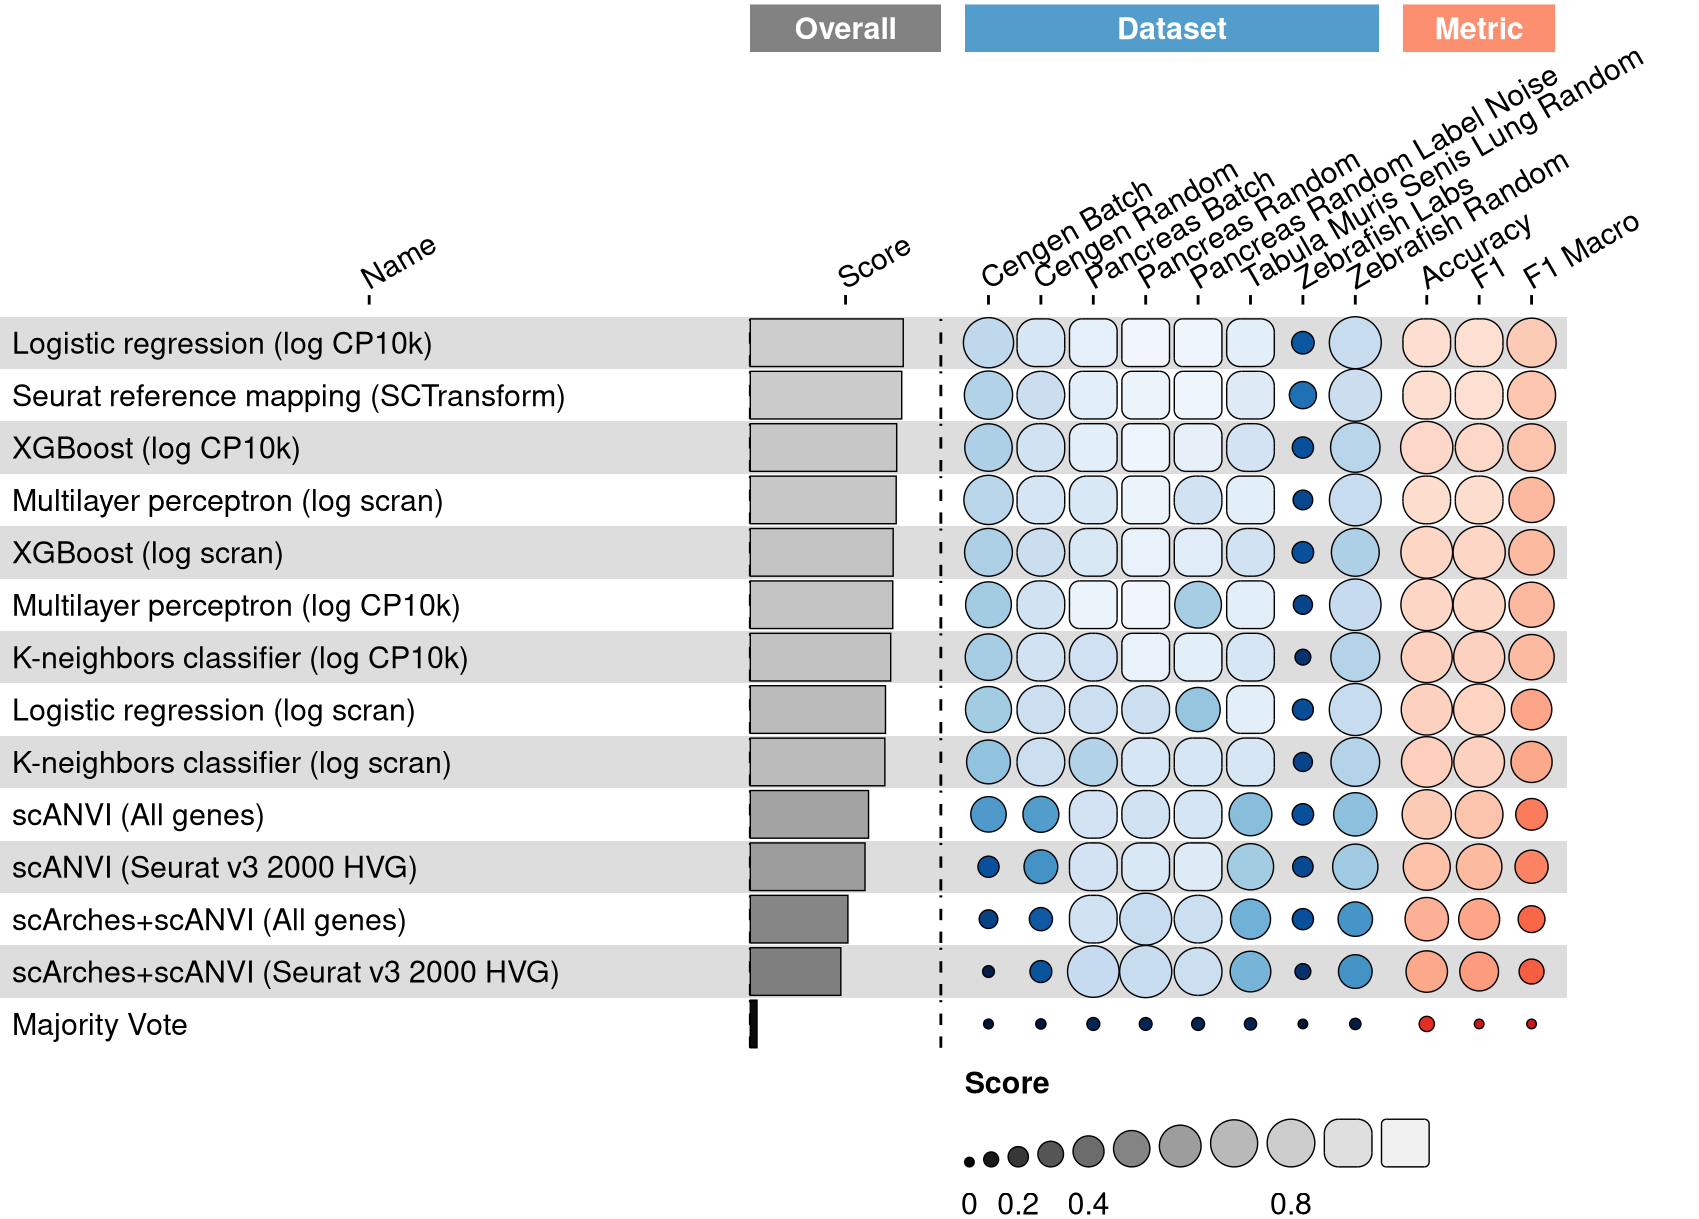 Overall
Dataset
Metric
Name
Score
Cengen Batch
Cengen Random
Pancreas Batch
Pancreas Random
Pancreas Random Label Noise
Tabula Muris Senis Lung Random
Zebrafish Labs
Zebrafish Random
Accuracy
F1
F1 Macro
Logistic regression (log CP10k)
Seurat reference mapping (SCTransform)
XGBoost (log CP10k)
Multilayer perceptron (log scran)
XGBoost (log scran)
Multilayer perceptron (log CP10k)
K-neighbors classifier (log CP10k)
Logistic regression (log scran)
K-neighbors classifier (log scran)
scANVI (All genes)
scANVI (Seurat v3 2000 HVG)
scArches+scANVI (All genes)
scArches+scANVI (Seurat v3 2000 HVG)
Majority Vote
Score
0 0.2 0.4 0.8